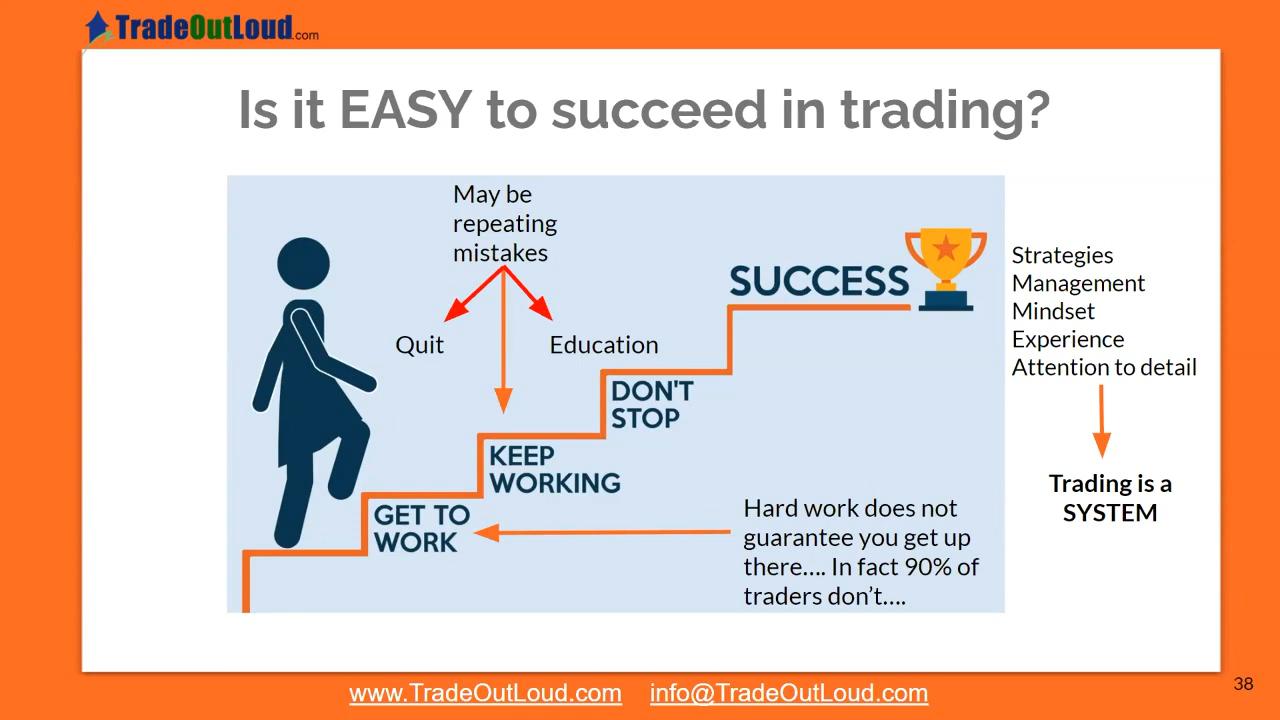 TradeOutLoud.com
Is it EASY to succeed in trading?
May be
repeating
mistakes
Quit
Education
SUCCESS
DON'T
STOP
KEEP
WORKING
GET TO
WORK
Hard work does not
guarantee you get up
there.... In fact 90% of
traders don’t....
Strategies
Management
Mindset
Experience
Attention to detail
Trading is a
SYSTEM
www.TradeOutLoud.com info@TradeOutLoud.com
38